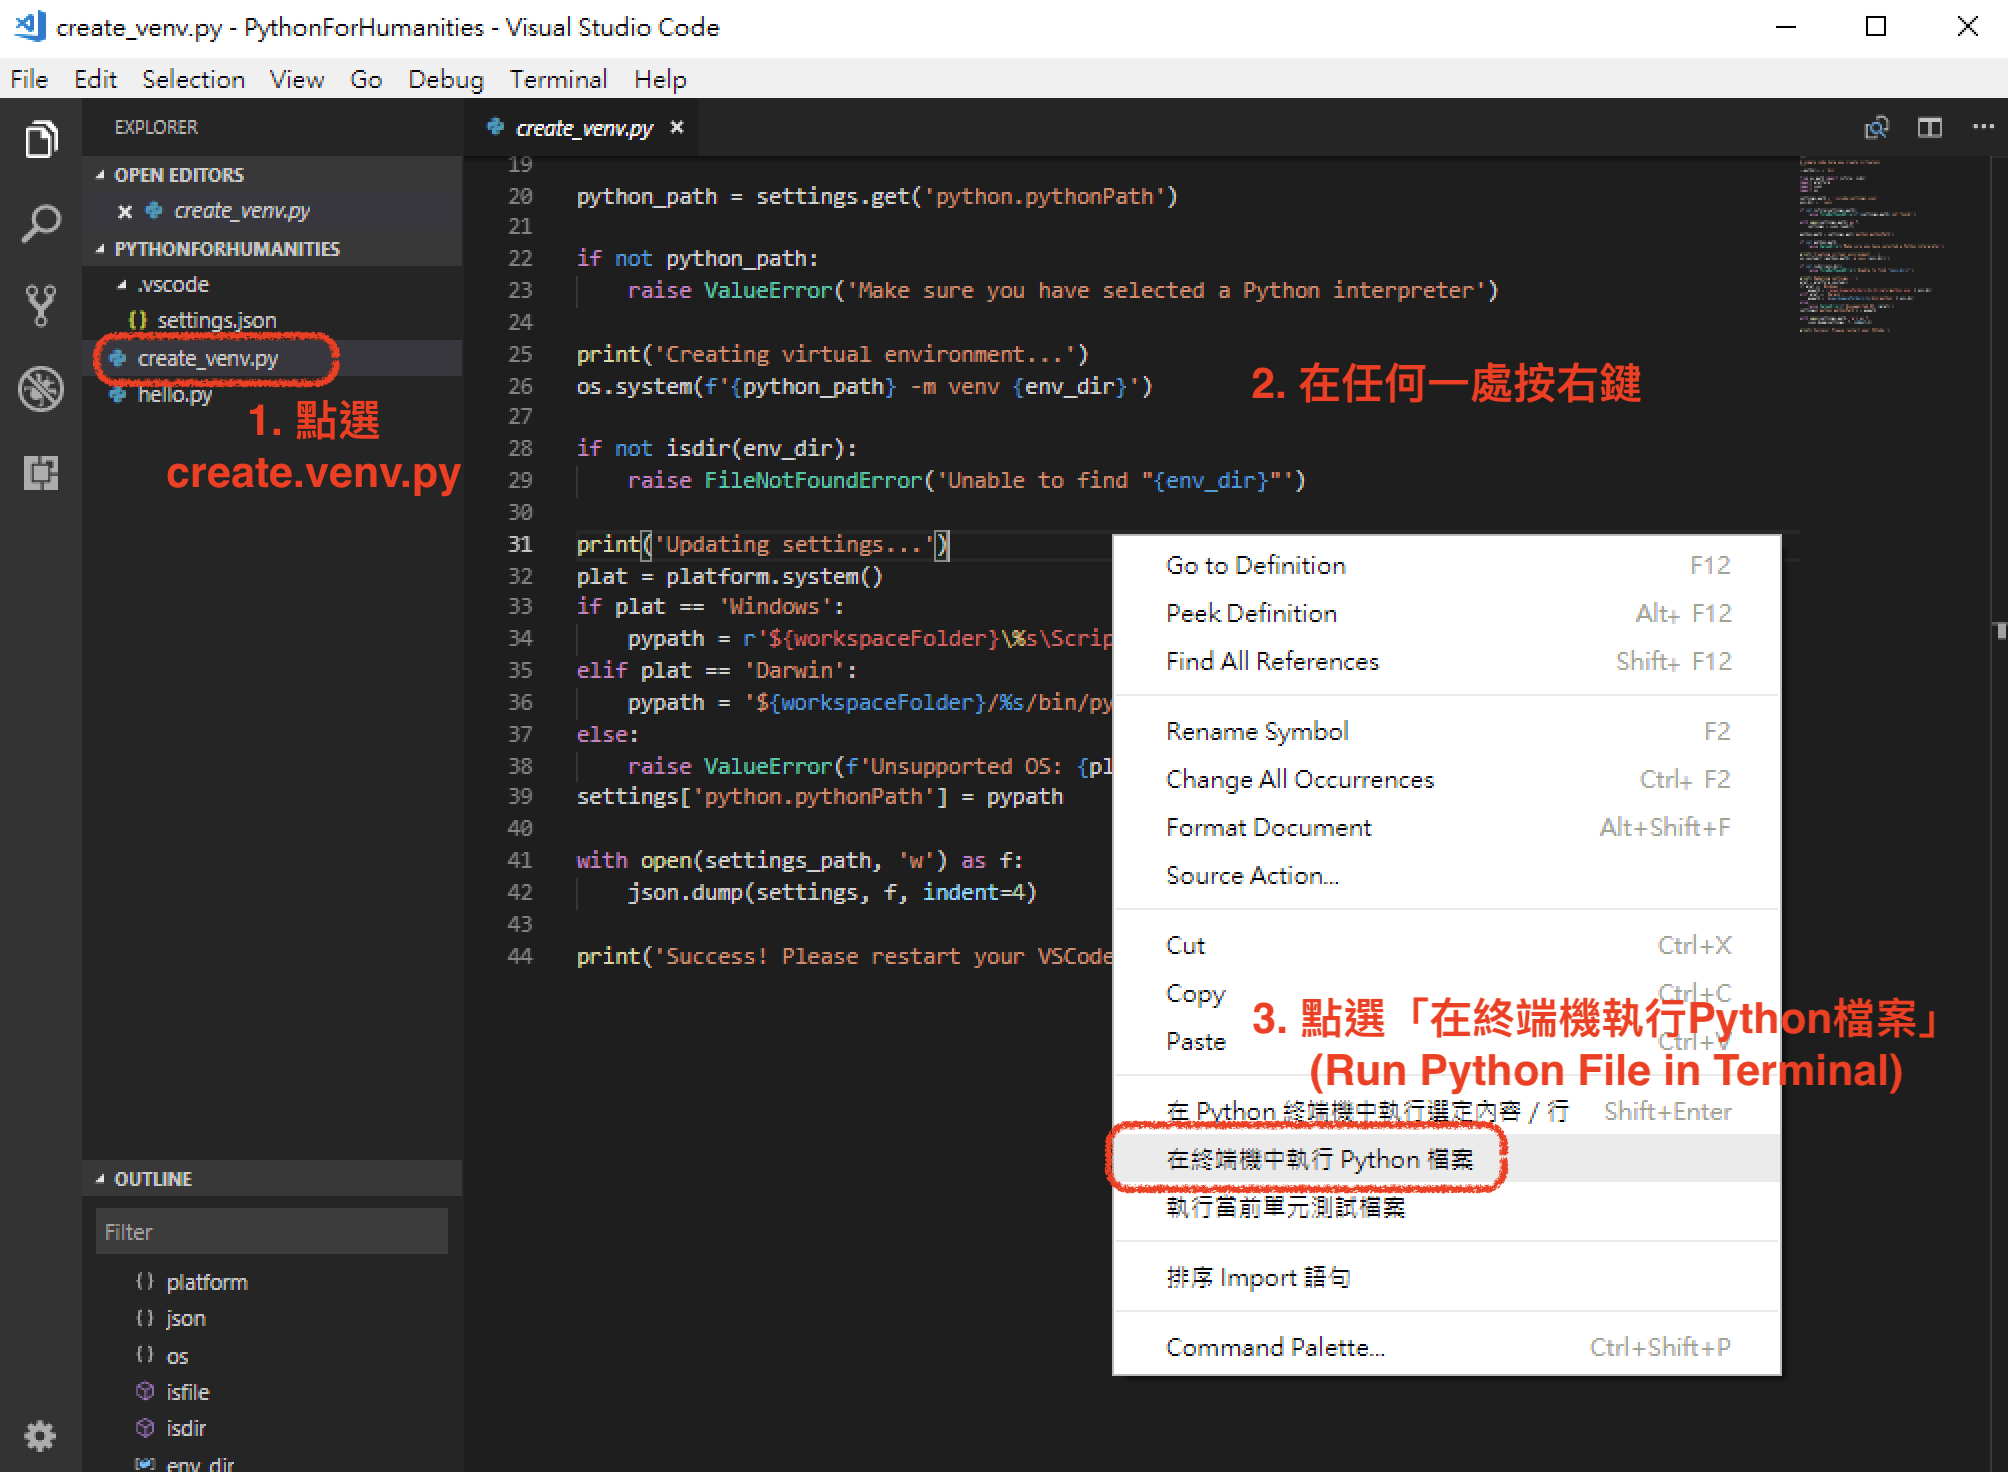 create_venv.py - PythonForHumanities - Visual Studio Code
File Edit Selection View Go Debug Terminal Help
EXPLORER
OPEN EDITORS
create_venv.py
PYTHONFORHUMANITIES
.vscode
settings.json
create_venv.py
hello.py
1. 點選
create.venv.py
OUTLINE
Filter
platform
json
os
isfile
isdir
env_dir
create_venv.py
19
20 python_path = settings.get('python.pythonPath')
21
22 if not python_path:
23 raise ValueError('Make sure you have selected a Python interpreter')
24
25 print('Creating virtual environment...')
26 os.system(f'{python_path} -m venv {env_dir}')
27
28 if not isdir(env_dir):
29 raise FileNotFoundError('Unable to find "{env_dir}"')
30
31 print('Updating settings...')
32 plat = platform.system()
33 if plat == 'Windows':
34 pypath = r'${workspaceFolder}\%s\Scrip
35 elif plat == 'Darwin':
36 pypath = '${workspaceFolder}/%s/bin/py
37 else:
38 raise ValueError(f'Unsupported OS: {pl
39 settings['python.pythonPath'] = pypath
40
41 with open(settings_path, 'w') as f:
42 json.dump(settings, f, indent=4)
43
44 print('Success! Please restart your VSCode
2. 在任何一處按右鍵
Go to Definition F12
Peek Definition Alt+ F12
Find All References Shift+ F12
Rename Symbol F2
Change All Occurrences Ctrl+ F2
Format Document Alt+Shift+F
Source Action...
Cut Ctrl+X
Copy Ctrl+C
Paste Ctrl+V
3. 點選「在終端機執行Python檔案」
(Run Python File in Terminal)
在 Python 終端機中執行選定內容 / 行 Shift+Enter
在終端機中執行 Python 檔案
執行當前單元測試檔案
排序 Import 語句
Command Palette... Ctrl+Shift+P